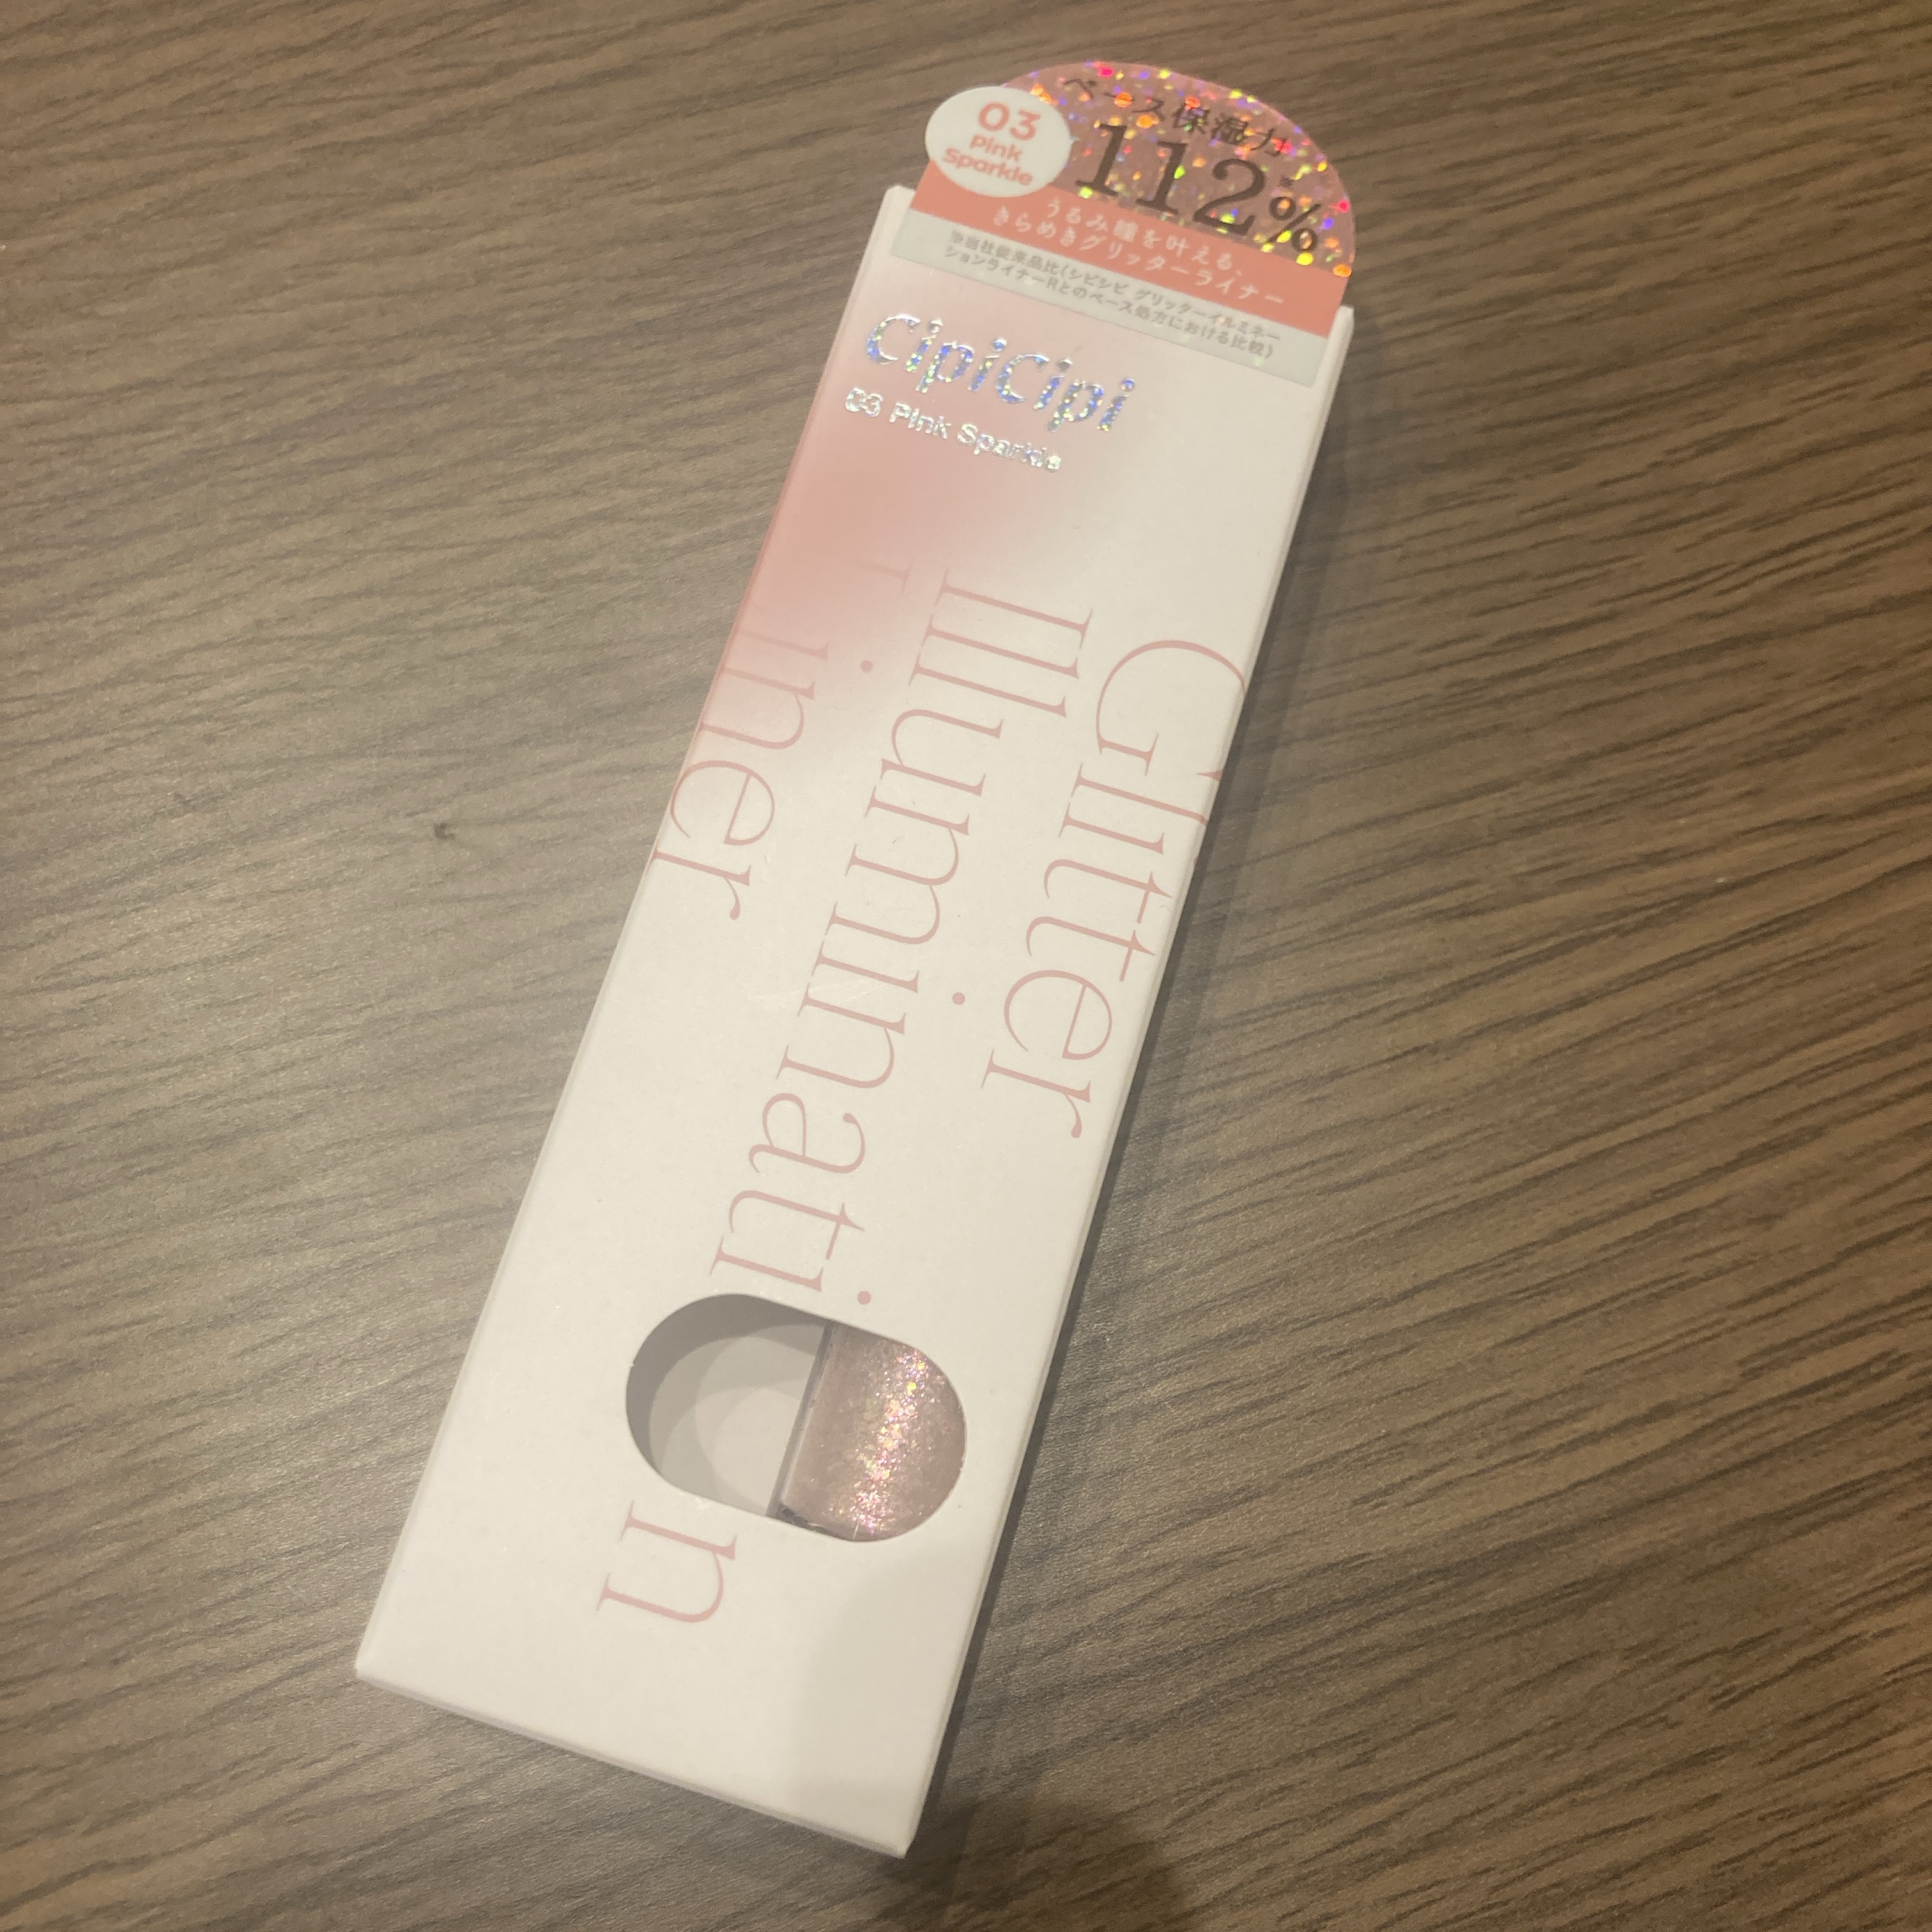 ベース保湿力
112%
※
03
Pink
Sparkle
うるみ瞳を叶える、
きらめきグリッターライナー
※当社従来品比(シピシピ グリッターイルミネー
ションライナーRとのベース処方における比較)
CipiCipi
03 Pink Sparkle
Glitter
Illumination
Liner